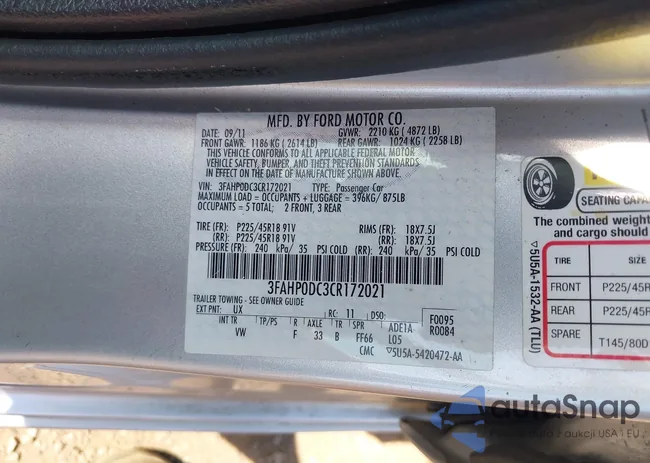 MFD. BY FORD MOTOR CO.
DATE: 09/11 GVWR: 2210 KG ( 4872 LB)
FRONT GAWR: 1186 KG ( 2614 LB) REAR GAWR: 1024 KG ( 2258 LB)
THIS VEHICLE CONFORMS TO ALL APPLICABLE FEDERAL MOTOR
VEHICLE SAFETY, BUMPER, AND THEFT PREVENTION STANDARDS
IN EFFECT ON THE DATE OF MANUFACTURE SHOWN ABOVE.
VIN: 3FAHP0DC3CR172021 TYPE: Passenger Car
MAXIMUM LOAD = OCCUPANTS + LUGGAGE = 396KG/875LB
OCCUPANTS = 5 TOTAL; 2 FRONT, 3 REAR
TIRE (FR): P225/45R18 91V RIMS (FR): 18X7.5J
(RR): P225/45R18 91V (RR): 18X7.5J
PRESSURE (FR): 240 kPa/ 35 PSI COLD (RR): 240 kPa/ 35 PSI COLD
3FAHP0DC3CR172021
TRAILER TOWING - SEE OWNER GUIDE
EXT PNT: UX RC: 11 DSO: F0095
R0084
INT TR TP/PS R AXLE TR SPR ADE1A
VW F 33 B FF66 L05
CMC ▽5U5A-5420472-AA
SEATING CAPA
The combined weight
and cargo should
TIRE SIZE
FRONT P225/45R
REAR P225/45R
SPARE T145/80D
▽5U5A-1532-AA (TLU)
autoSnap
z aukcji USA i EU